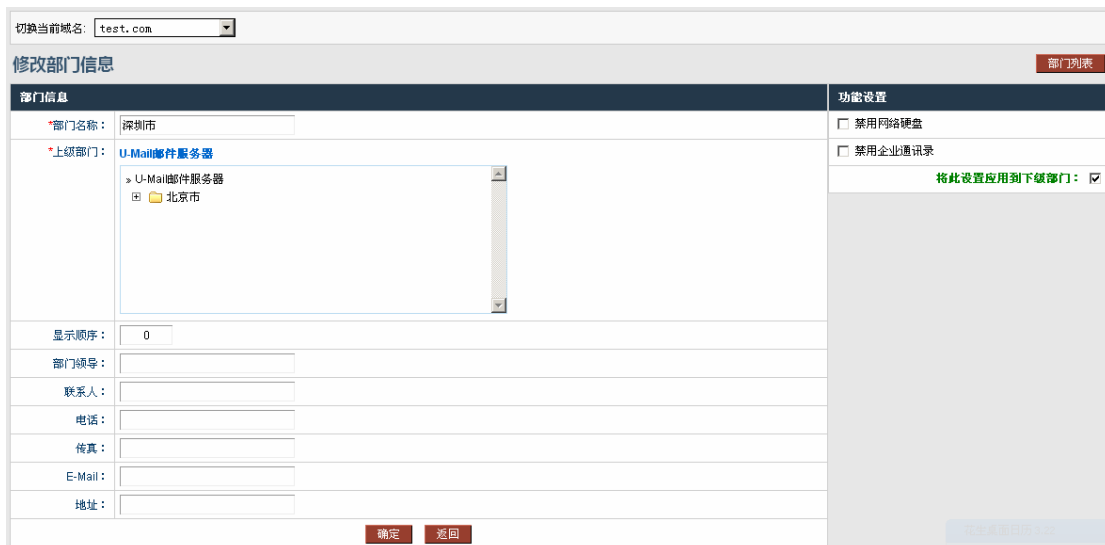 切换当前域名: test.com
修改部门信息
部门列表
部门信息
功能设置
*部门名称: 深圳市
禁用网络硬盘
*上级部门: U-Mail邮件服务器
禁用企业通讯录
» U-Mail邮件服务器
将此设置应用到下级部门:
北京市
显示顺序: 0
部门领导:
联系人:
电话:
传真:
E-Mail:
地址:
确定 返回